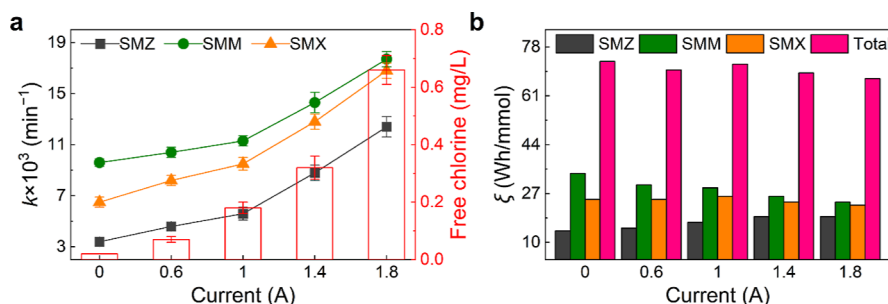 a
SMZ SMM SMX
k×10³ (min⁻¹)
19
15
11
7
3
0 0.6 1 1.4 1.8
Current (A)
0.8
0.6
0.4
0.2
0.0
Free chlorine (mg/L)
b
SMZ SMM SMX Total
ξ (Wh/mmol)
78
61
44
27
10
0 0.6 1 1.4 1.8
Current (A)